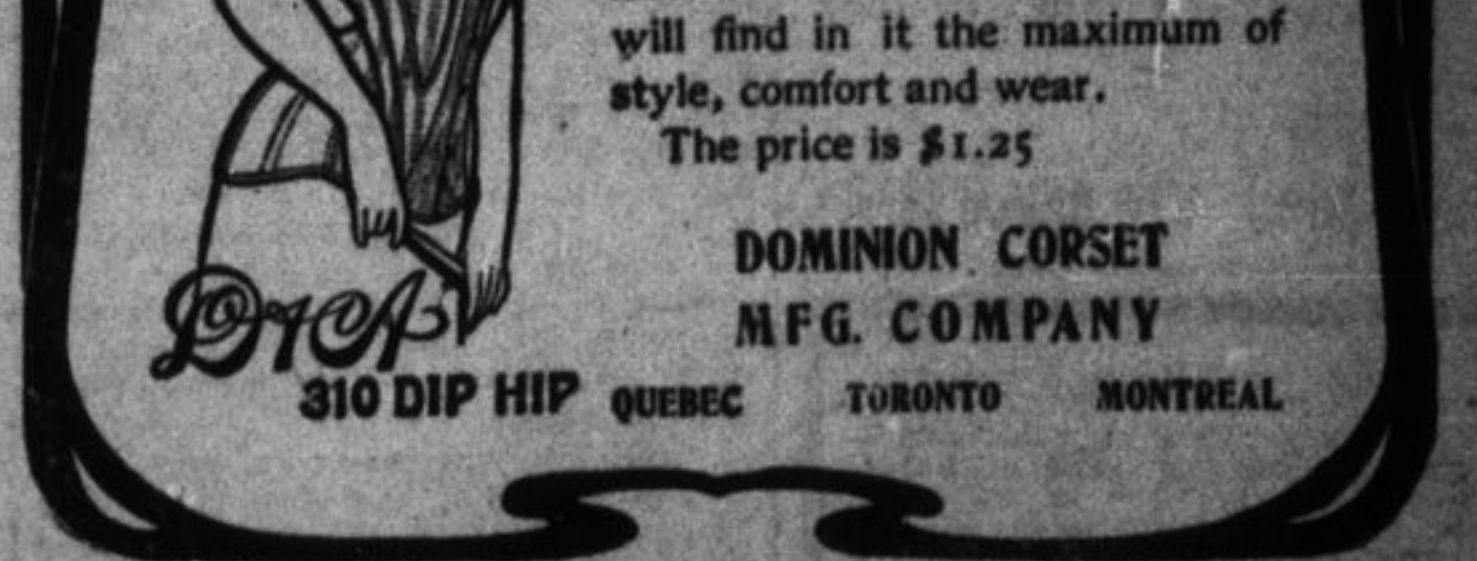 will find in it the maximum of
style, comfort and wear.
The price is $1.25
DOMINION CORSET
MFG. COMPANY
D & A
310 DIP HIP
QUEBEC TORONTO MONTREAL